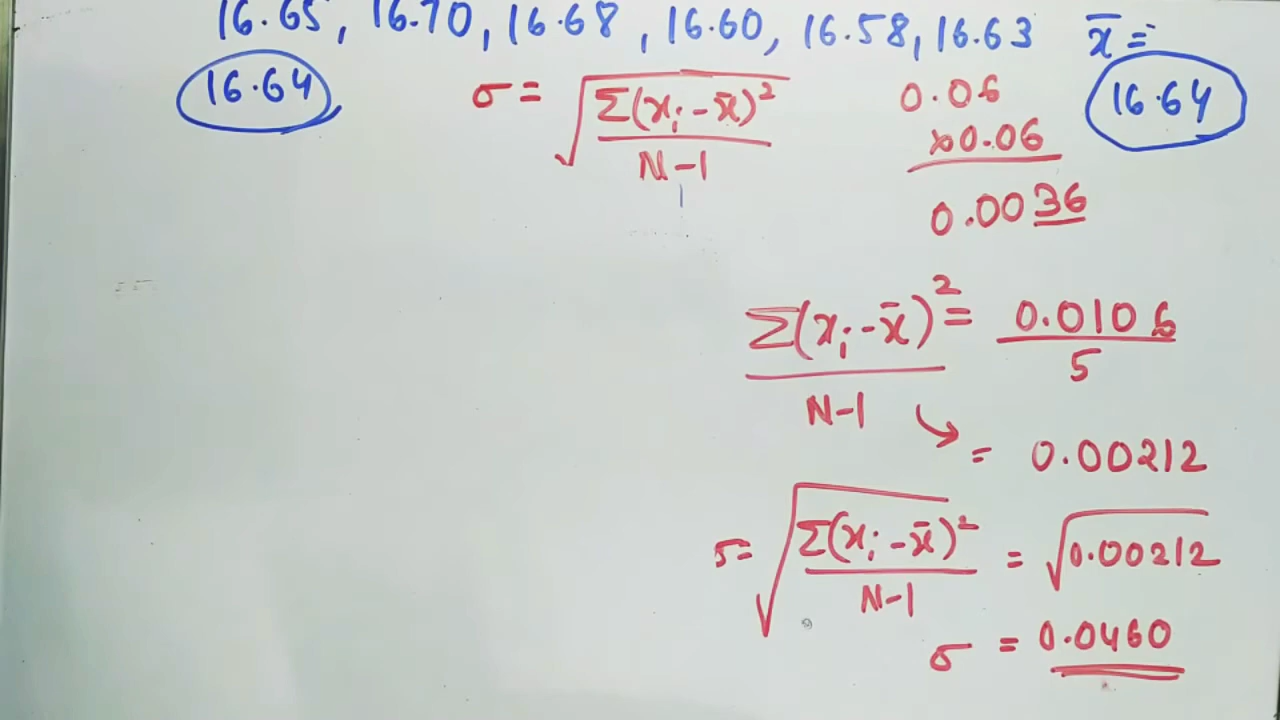 16.65, 16.70, 16.68, 16.60, 16.58, 16.63 x̄ =
16.64, 16.64
σ = √(Σ(xᵢ - x̄)² / N-1)
0.06
x0.06
0.0036
Σ(xᵢ - x̄)² / N-1 = 0.0106 / 5
= 0.00212
σ = √(Σ(xᵢ - x̄)² / N-1) = √0.00212
σ = 0.0460